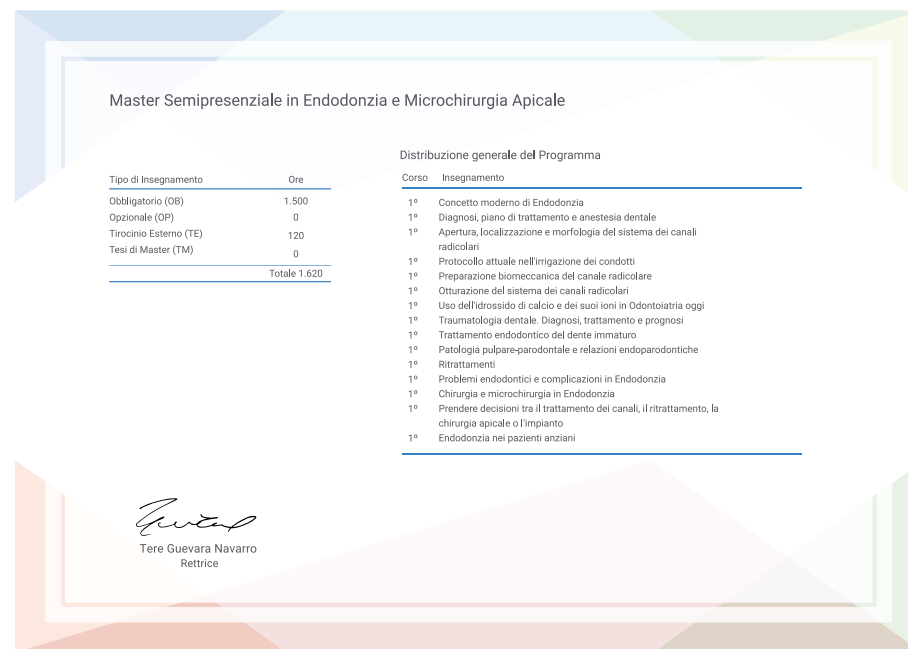 Master Semipresenziale in Endodonzia e Microchirurgia Apicale
Tipo di Insegnamento Ore
Obbligatorio (OB) 1.500
Opzionale (OP) 0
Tirocinio Esterno (TE) 120
Tesi di Master (TM) 0
Totale 1.620
Distribuzione generale del Programma
Corso Insegnamento
1º Concetto moderno di Endodonzia
1º Diagnosi, piano di trattamento e anestesia dentale
1º Apertura, localizzazione e morfologia del sistema dei canali
radicolari
1º Protocollo attuale nell'irrigazione dei condotti
1º Preparazione biomeccanica del canale radicolare
1º Otturazione del sistema dei canali radicolari
1º Uso dell'idrossido di calcio e dei suoi ioni in Odontoiatria oggi
1º Traumatologia dentale. Diagnosi, trattamento e prognosi
1º Trattamento endodontico del dente immaturo
1º Patologia pulpare-parodontale e relazioni endoparodontiche
1º Ritrattamenti
1º Problemi endodontici e complicazioni in Endodonzia
1º Chirurgia e microchirurgia in Endodonzia
1º Prendere decisioni tra il trattamento dei canali, il ritrattamento, la
chirurgia apicale o l'impianto
1º Endodonzia nei pazienti anziani
Tere Guevara Navarro
Rettrice